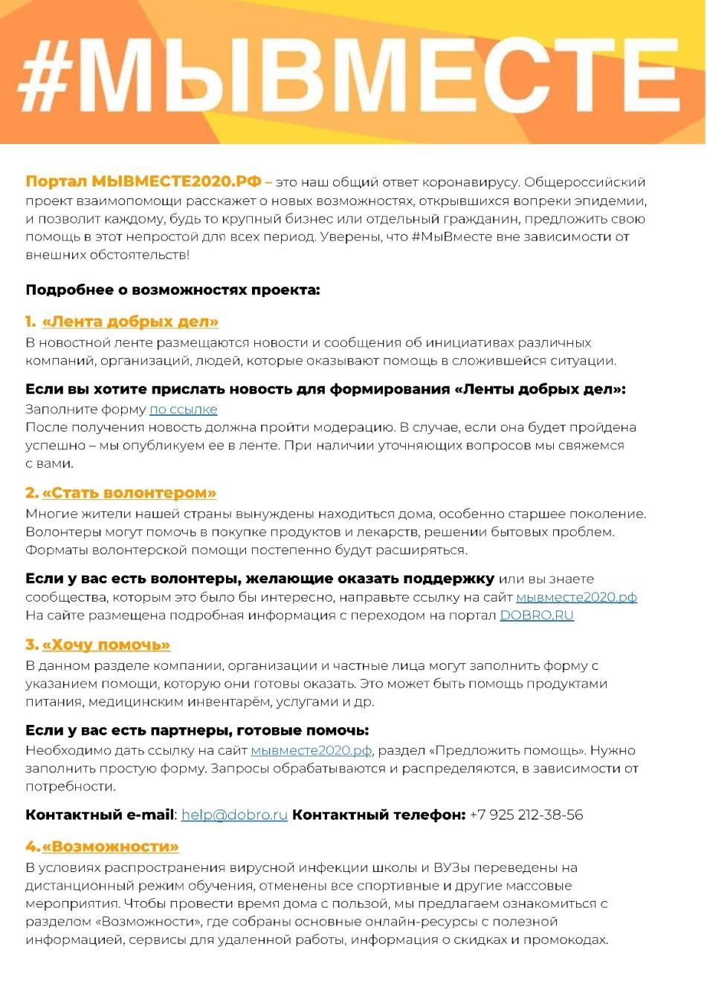 #МЫВМЕСТЕ
Портал МЫВМЕСТЕ2020.РФ – это наш общий ответ коронавирусу. Общероссийский
проект взаимопомощи расскажет о новых возможностях, открывшихся вопреки эпидемии,
и позволит каждому, будь то крупный бизнес или отдельный гражданин, предложить свою
помощь в этот непростой для всех период. Уверены, что #МыВместе вне зависимости от
внешних обстоятельств!
Подробнее о возможностях проекта:
1. «Лента добрых дел»
В новостной ленте размещаются новости и сообщения об инициативах различных
компаний, организаций, людей, которые оказывают помощь в сложившейся ситуации.
Если вы хотите прислать новость для формирования «Ленты добрых дел»:
Заполните форму по ссылке
После получения новость должна пройти модерацию. В случае, если она будет пройдена
успешно – мы опубликуем ее в ленте. При наличии уточняющих вопросов мы свяжемся
с вами.
2. «Стать волонтером»
Многие жители нашей страны вынуждены находиться дома, особенно старшее поколение.
Волонтеры могут помочь в покупке продуктов и лекарств, решении бытовых проблем.
Форматы волонтерской помощи постепенно будут расширяться.
Если у вас есть волонтеры, желающие оказать поддержку или вы знаете
сообщества, которым это было бы интересно, направьте ссылку на сайт мывместе2020.рф
На сайте размещена подробная информация с переходом на портал DOBRO.RU
3. «Хочу помочь»
В данном разделе компании, организации и частные лица могут заполнить форму с
указанием помощи, которую они готовы оказать. Это может быть помощь продуктами
питания, медицинским инвентарём, услугами и др.
Если у вас есть партнеры, готовые помочь:
Необходимо дать ссылку на сайт мывместе2020.рф, раздел «Предложить помощь». Нужно
заполнить простую форму. Запросы обрабатываются и распределяются, в зависимости от
потребности.
Контактный e-mail: help@dobro.ru Контактный телефон: +7 925 212-38-56
4. «Возможности»
В условиях распространения вирусной инфекции школы и ВУЗы переведены на
дистанционный режим обучения, отменены все спортивные и другие массовые
мероприятия. Чтобы провести время дома с пользой, мы предлагаем ознакомиться с
разделом «Возможности», где собраны основные онлайн-ресурсы с полезной
информацией, сервисы для удаленной работы, информация о скидках и промокодах.